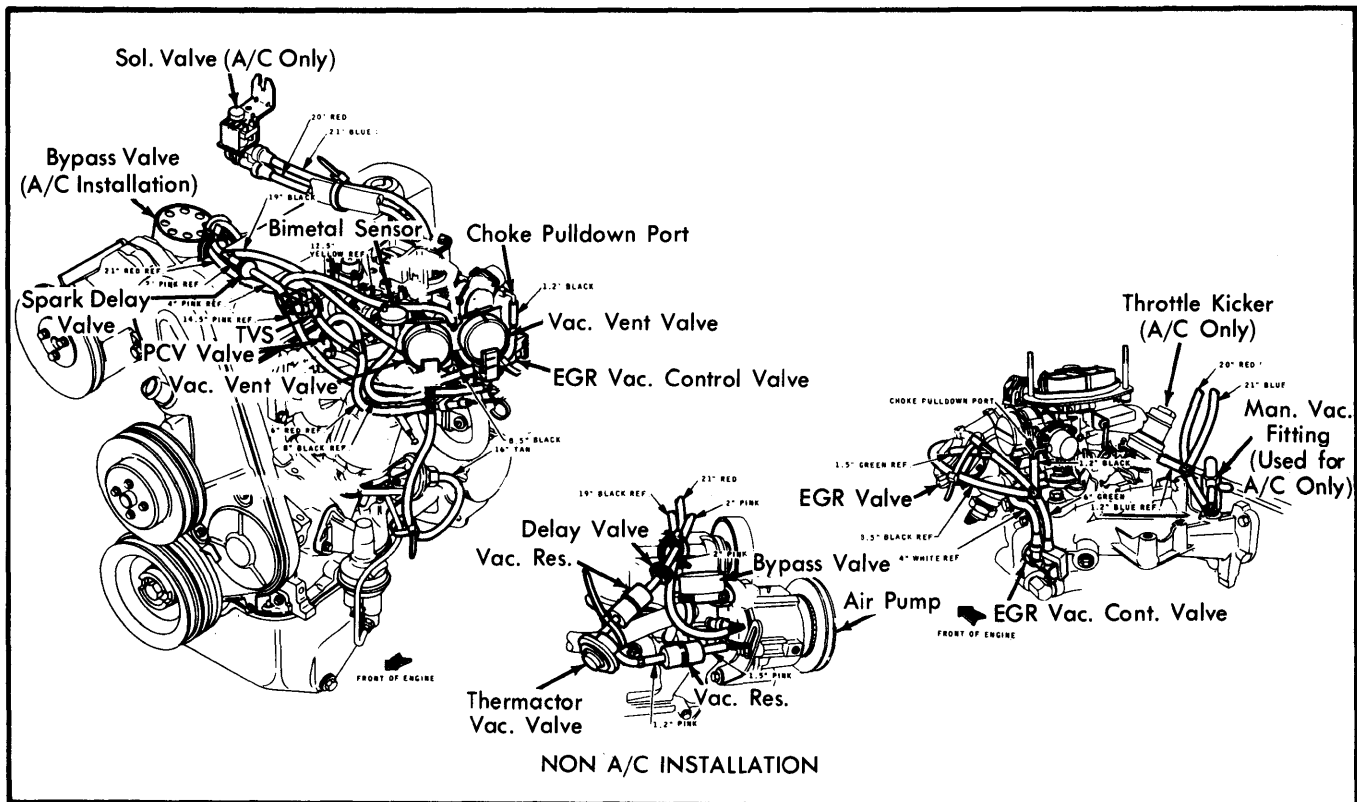 Sol. Valve (A/C Only)
20" RED
21" BLUE
Bypass Valve
(A/C Installation)
19" BLACK
Bimetal Sensor
12.5"
YELLOW REF
Choke Pulldown Port
21" RED REF
PINK REF
1.2" BLACK
Spark Delay
Valve
4" PINK REF.
14.5" PINK REF
TVS
Vac. Vent Valve
PCV Valve
Vac. Vent Valve
EGR Vac. Control Valve
6" RED REF
8" BLACK REF
8.5" BLACK
16" TAN
FRONT OF ENGINE
Throttle Kicker
(A/C Only)
20" RED
21" BLUE
CHOKE PULLDOWN PORT
Man. Vac.
Fitting
(Used for
A/C Only)
1.5" GREEN REF
1.2" BLACK
EGR Valve
6" GREEN
1.2" BLUE REF
BLACK REF
4" WHITE REF
EGR Vac. Cont. Valve
FRONT OF ENGINE
21" RED
19" BLACK REF
2" PINK
Delay Valve
Vac. Res.
2" PINK
Bypass Valve
Air Pump
1.5" PINK
Thermactor
Vac. Valve
Vac. Res.
1.2" PINK
NON A/C INSTALLATION